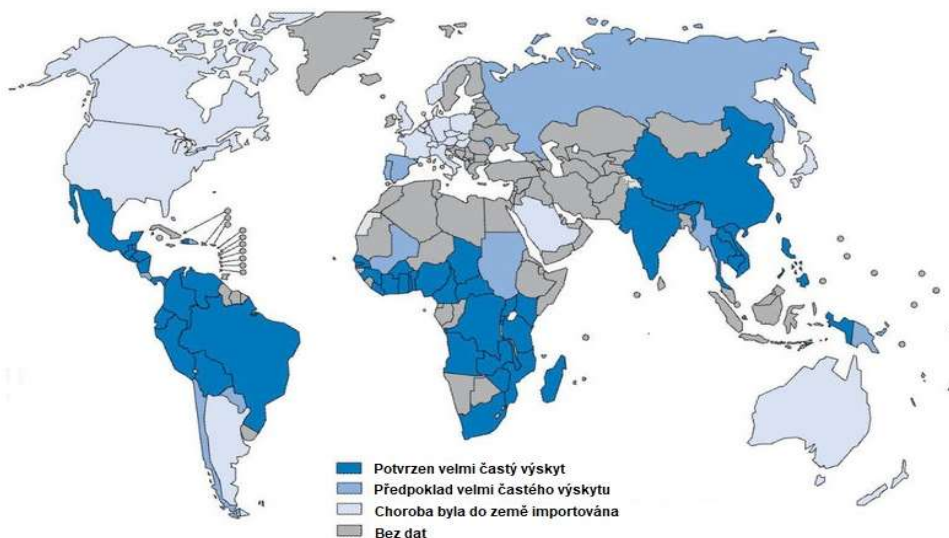 Potvrzen velmi častý výskyt
Předpoklad velmi častého výskytu
Choroba byla do země importována
Bez dat